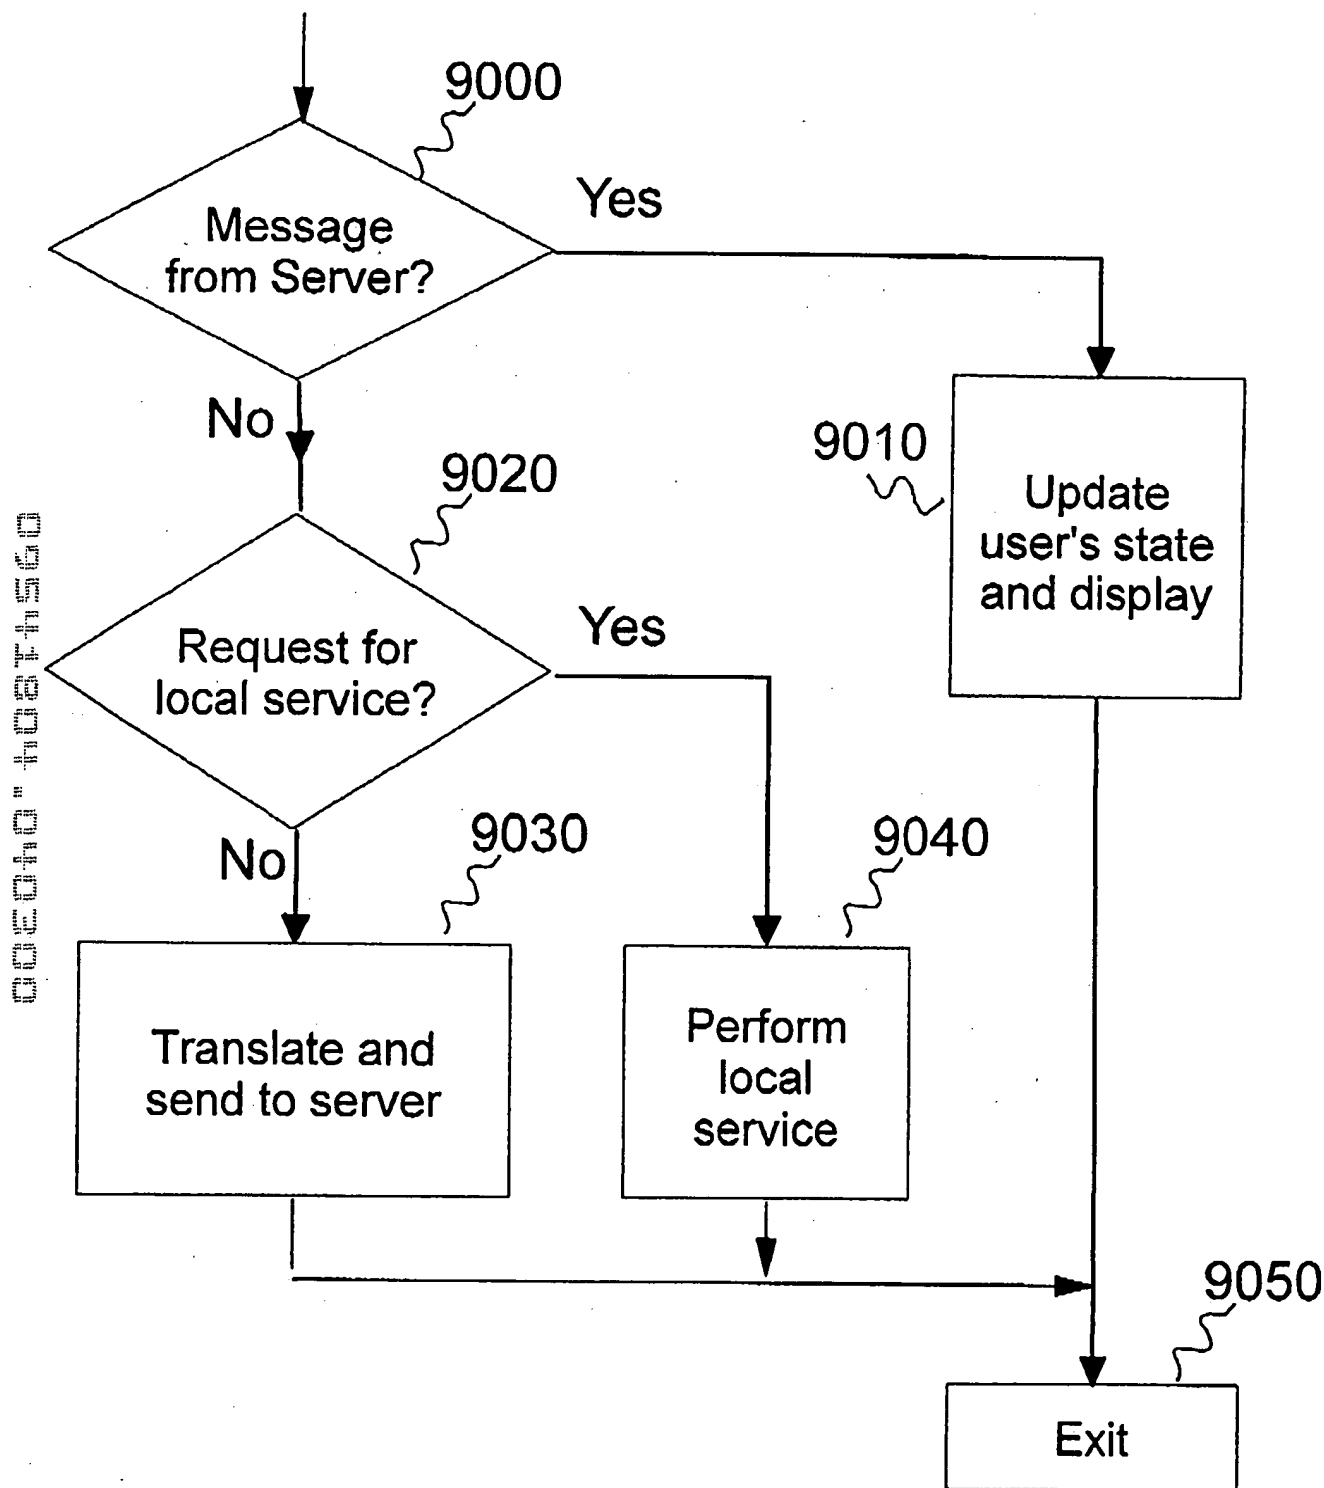 9000
Yes
Message
from Server?
No
9010
9020
Update
user's state
and display
Yes
Request for
local service?
No
9030
9040
Translate and
send to server
Perform
local
service
9050
Exit